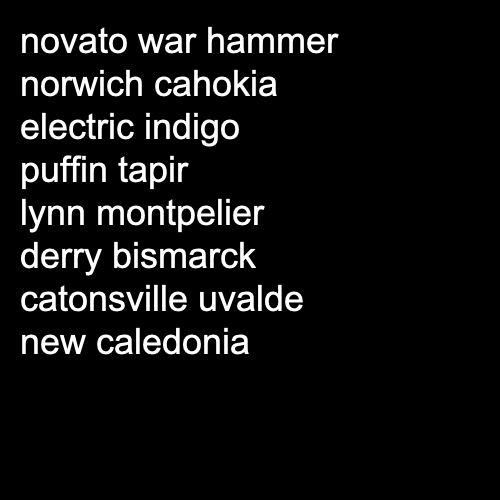 novato war hammer
norwich cahokia
electric indigo
puffin tapir
lynn montpelier
derry bismarck
catonsville uvalde
new caledonia